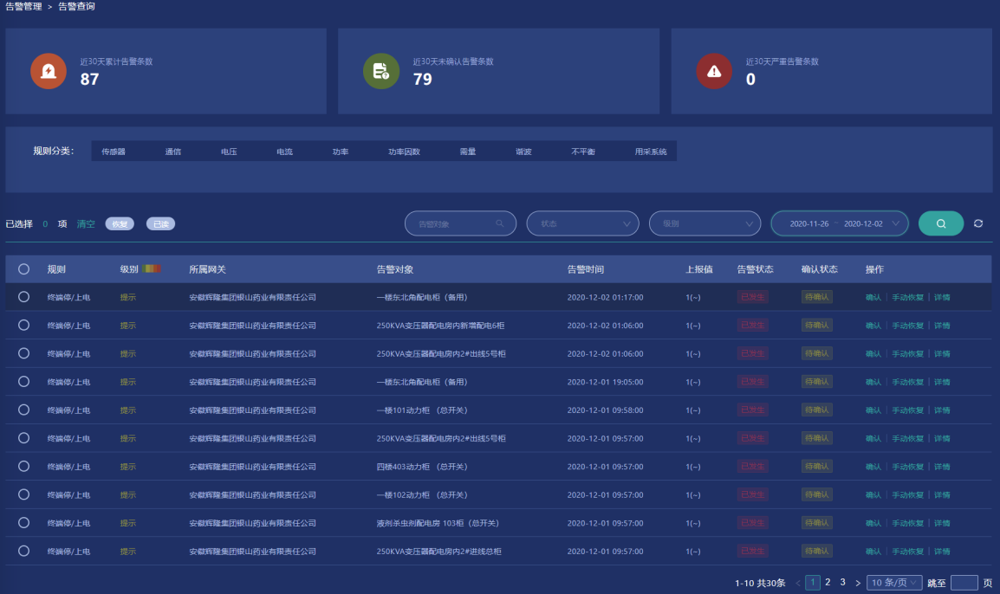 告警管理 > 告警查询
近30天累计告警条数
87
近30天未确认告警条数
79
近30天严重告警条数
0
规则分类: 传感器 通信 电压 电流 功率 功率因数 需量 谐波 不平衡 用采系统
已选择 0 项 清空 恢复 已读 告警对象 状态 级别 2020-11-26 ~ 2020-12-02
规则 级别 所属网关 告警对象 告警时间 上报值 告警状态 确认状态 操作
终端停/上电 提示 安徽辉隆集团银山药业有限责任公司 一楼东北角配电柜（备用） 2020-12-02 01:17:00 1(~) 已发生 待确认 确认 | 手动恢复 | 详情
终端停/上电 提示 安徽辉隆集团银山药业有限责任公司 250KVA变压器配电房内新增配电6柜 2020-12-02 01:06:00 1(~) 已发生 待确认 确认 | 手动恢复 | 详情
终端停/上电 提示 安徽辉隆集团银山药业有限责任公司 250KVA变压器配电房内2#出线5号柜 2020-12-02 01:06:00 1(~) 已发生 待确认 确认 | 手动恢复 | 详情
终端停/上电 提示 安徽辉隆集团银山药业有限责任公司 一楼东北角配电柜（备用） 2020-12-01 19:05:00 1(~) 已发生 待确认 确认 | 手动恢复 | 详情
终端停/上电 提示 安徽辉隆集团银山药业有限责任公司 一楼101动力柜 （总开关） 2020-12-01 09:58:00 1(~) 已发生 待确认 确认 | 手动恢复 | 详情
终端停/上电 提示 安徽辉隆集团银山药业有限责任公司 250KVA变压器配电房内2#出线5号柜 2020-12-01 09:57:00 1(~) 已发生 待确认 确认 | 手动恢复 | 详情
终端停/上电 提示 安徽辉隆集团银山药业有限责任公司 四楼403动力柜 （总开关） 2020-12-01 09:57:00 1(~) 已发生 待确认 确认 | 手动恢复 | 详情
终端停/上电 提示 安徽辉隆集团银山药业有限责任公司 一楼102动力柜 （总开关） 2020-12-01 09:57:00 1(~) 已发生 待确认 确认 | 手动恢复 | 详情
终端停/上电 提示 安徽辉隆集团银山药业有限责任公司 液剂杀虫剂配电房 103柜（总开关） 2020-12-01 09:57:00 1(~) 已发生 待确认 确认 | 手动恢复 | 详情
终端停/上电 提示 安徽辉隆集团银山药业有限责任公司 250KVA变压器配电房内2#进线总柜 2020-12-01 09:57:00 1(~) 已发生 待确认 确认 | 手动恢复 | 详情
1-10 共30条 < 1 2 3 > 10 条/页 跳至 页